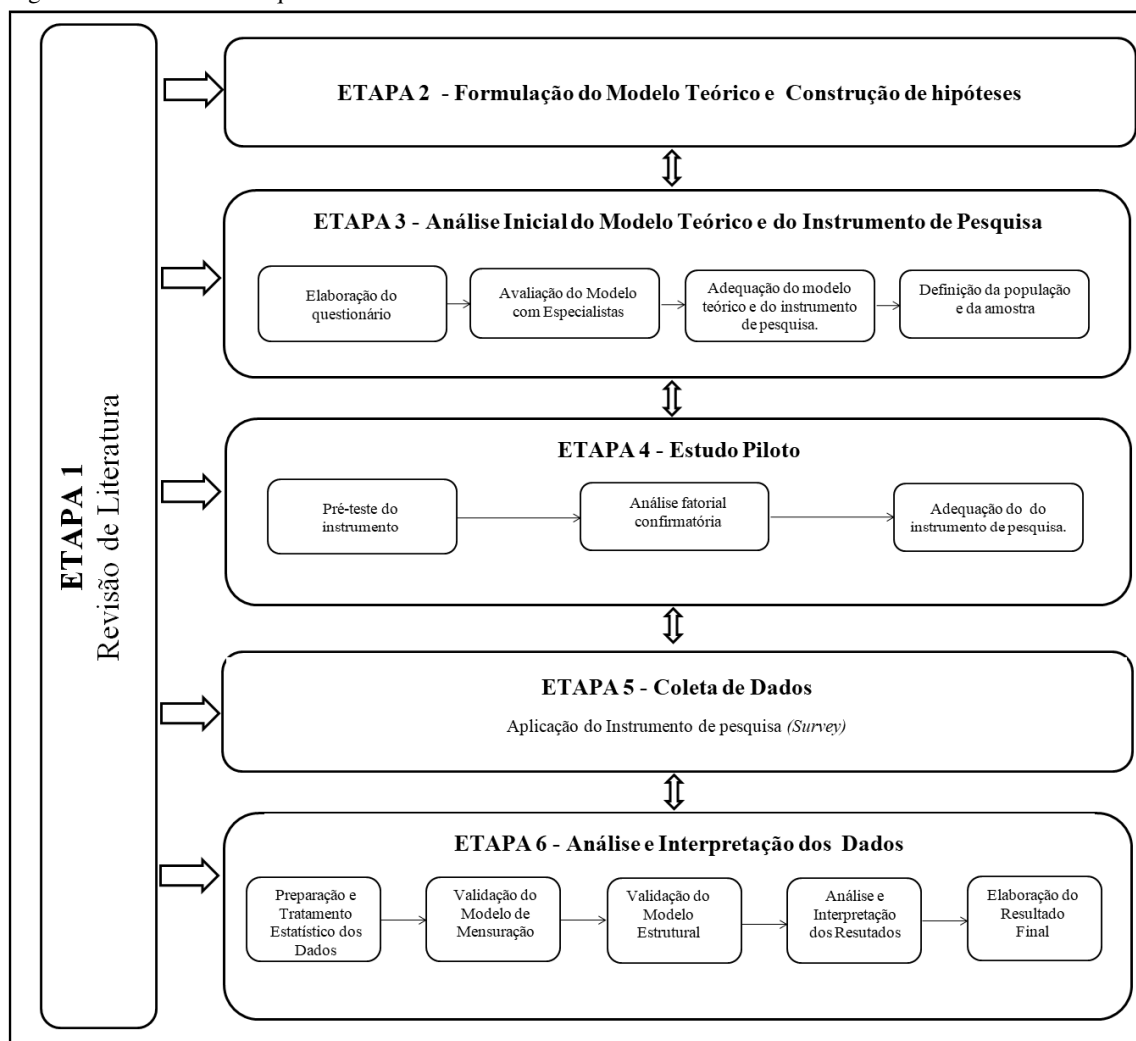 ETAPA 1
Revisão de Literatura
ETAPA 2 - Formulação do Modelo Teórico e Construção de hipóteses
ETAPA 3 - Análise Inicial do Modelo Teórico e do Instrumento de Pesquisa
Elaboração do
questionário
Avaliação do Modelo
com Especialistas
Adequação do modelo
teórico e do instrumento
de pesquisa.
Definição da população
e da amostra
ETAPA 4 - Estudo Piloto
Pré-teste do
instrumento
Análise fatorial
confirmatória
Adequação do do
instrumento de pesquisa.
ETAPA 5 - Coleta de Dados
Aplicação do Instrumento de pesquisa (Survey)
ETAPA 6 - Análise e Interpretação dos Dados
Preparação e
Tratamento
Estatístico dos
Dados
Validação do
Modelo de
Mensuração
Validação do
Modelo
Estrutural
Análise e
Interpretação
dos Resutados
Elaboração do
Resultado
Final